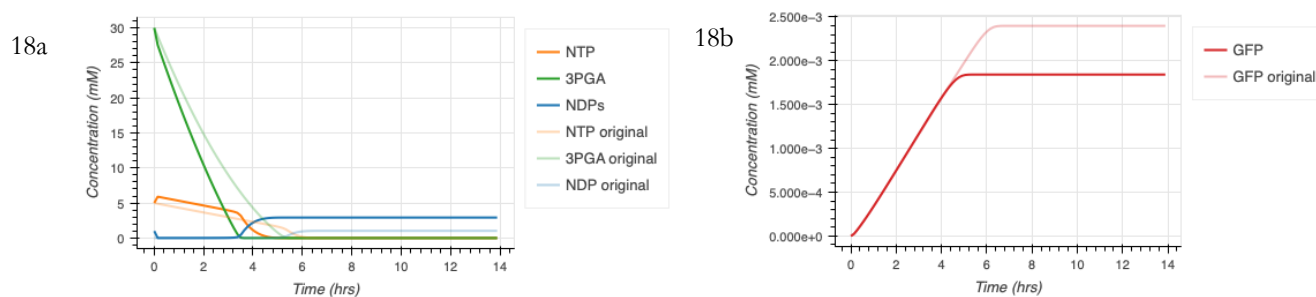 18a
Concentration (mM)
30
25
20
15
10
5
0
0 2 4 6 8 10 12 14
Time (hrs)
NTP
3PGA
NDPs
NTP original
3PGA original
NDP original
18b
Concentration (mM)
2.500e−3
2.000e−3
1.500e−3
1.000e−3
5.000e−4
0.000e+0
0 2 4 6 8 10 12 14
Time (hrs)
GFP
GFP original